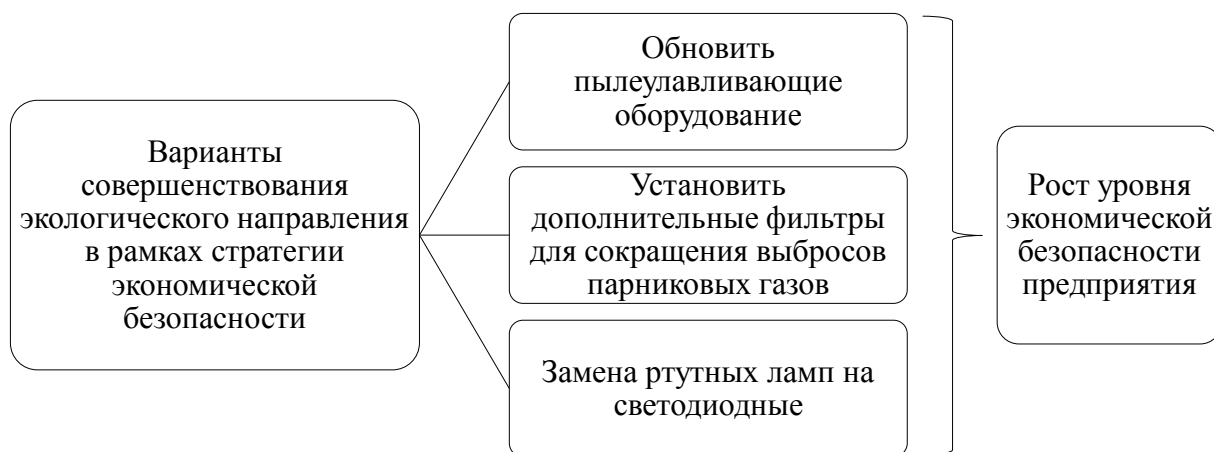 Варианты
совершенствования
экологического направления
в рамках стратегии
экономической
безопасности
Обновить
пылеулавливающие
оборудование
Установить
дополнительные фильтры
для сокращения выбросов
парниковых газов
Замена ртутных ламп на
светодиодные
Рост уровня
экономической
безопасности
предприятия